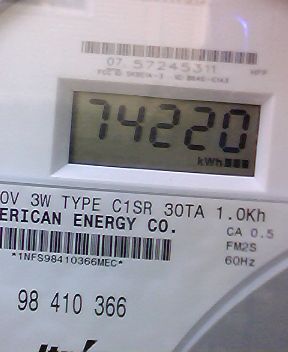 07 57245311
74220
kWh
0V 3W TYPE C1SR 30TA 1.0Kh
ERICAN ENERGY CO.
CA 0.5
FM2S
*1NFS98410366MEC*
60Hz
98 410 366